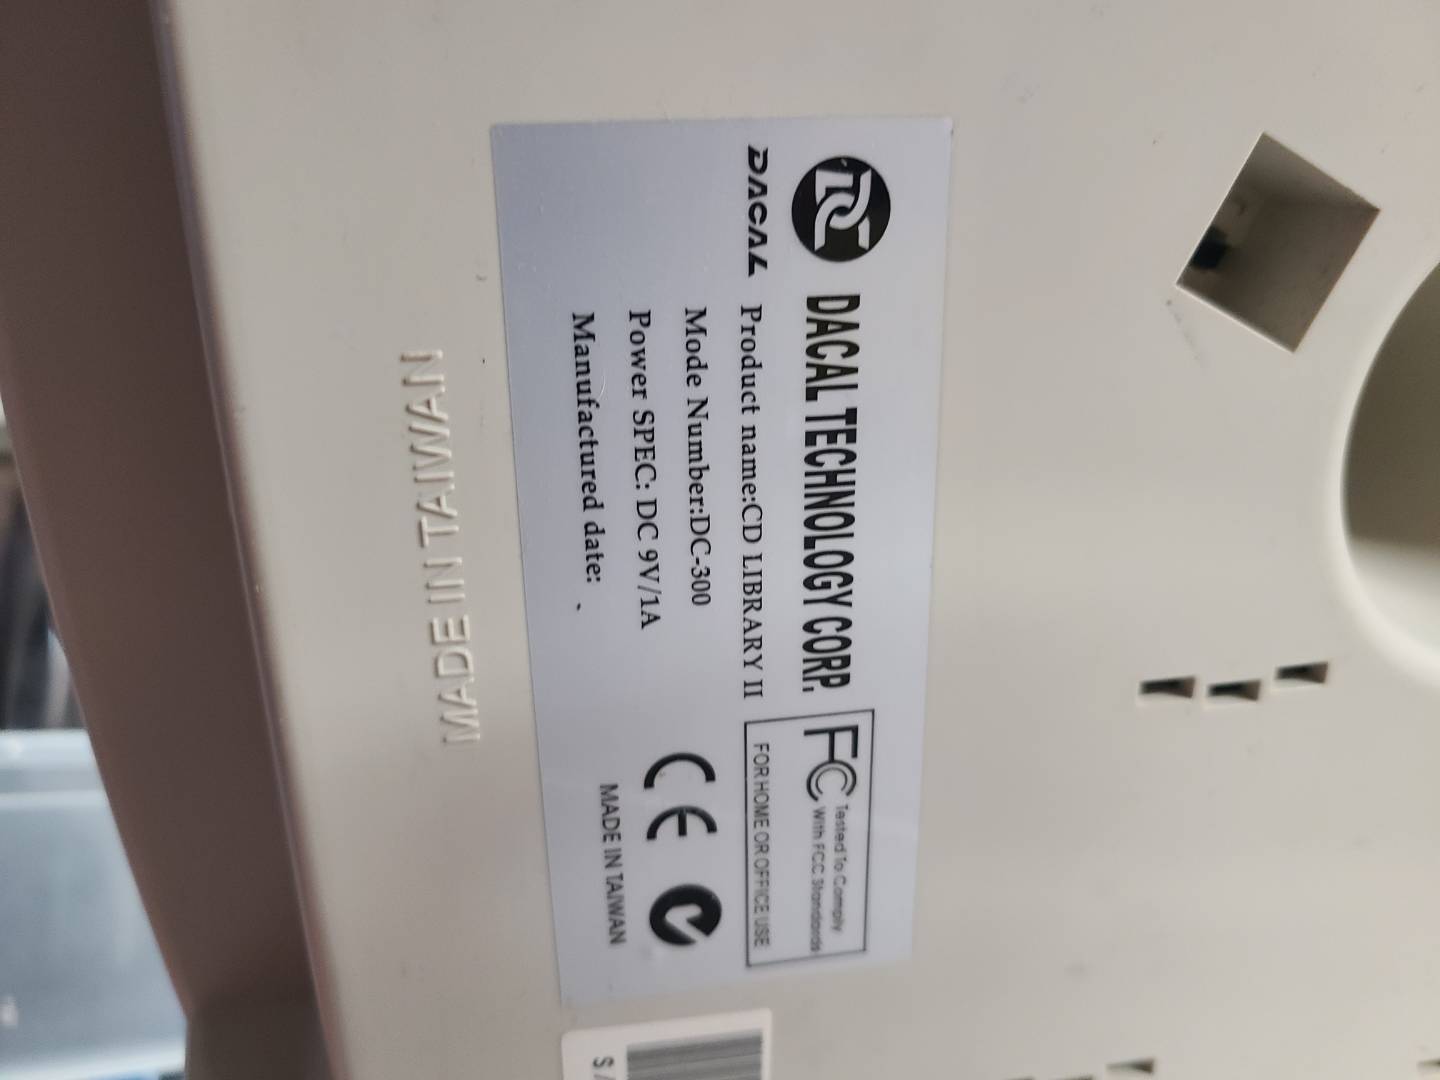 DC DACAL TECHNOLOGY CORP.
DACAL Product name:CD LIBRARY II
Mode Number:DC-300
Power SPEC: DC 9V/1A
Manufactured date:
FC Tested To Comply
With FCC Standards
FOR HOME OR OFFICE USE
CE
MADE IN TAIWAN
MADE IN TAIWAN
S/